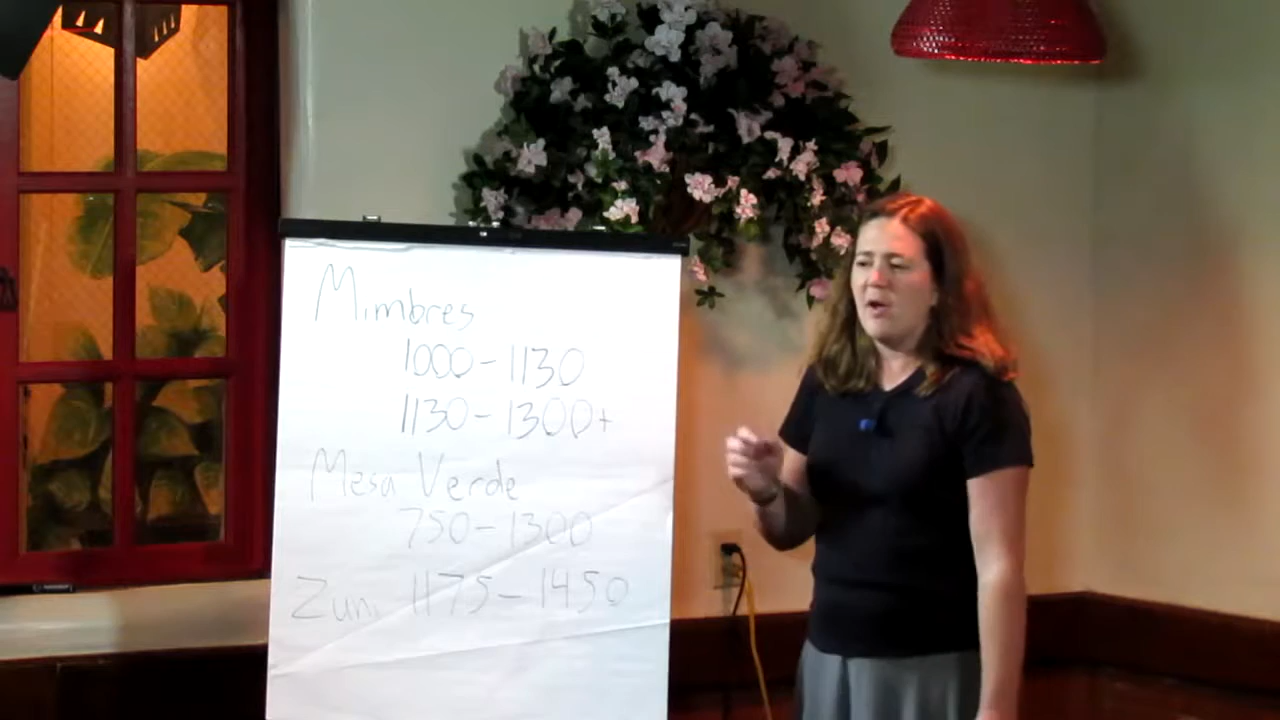 Mimbres
1000-1130
1130-1300+
Mesa Verde
750-1300
Zuni 1175-1450